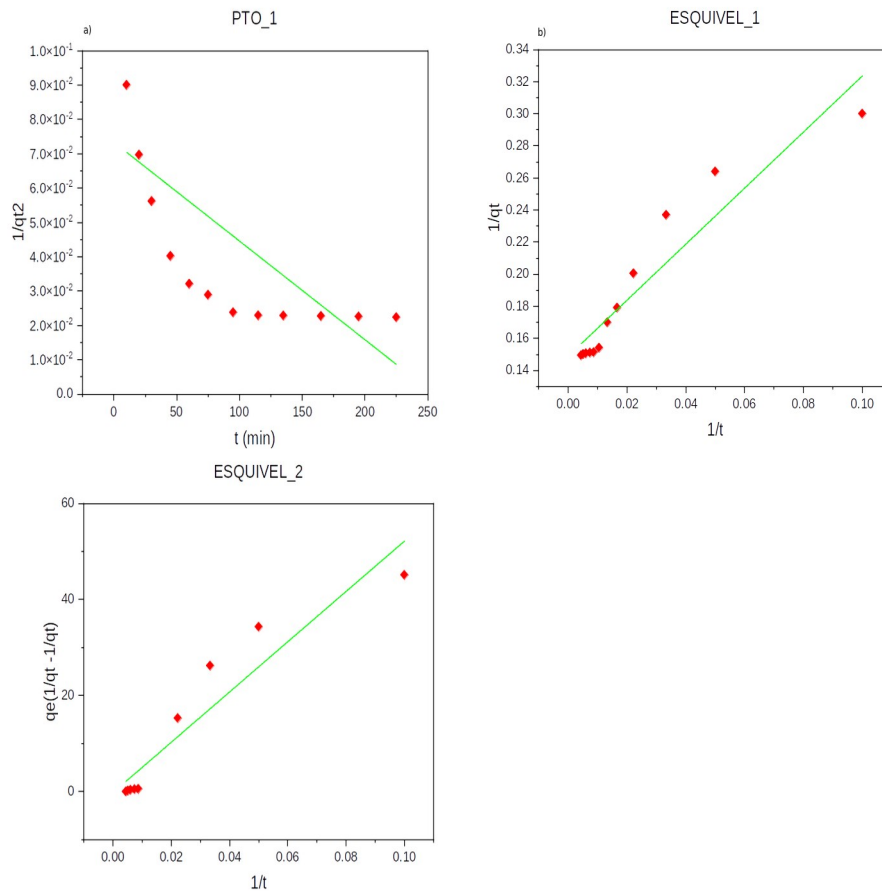 PTO_1
a)
1.0×10⁻¹
9.0×10⁻²
8.0×10⁻²
7.0×10⁻²
6.0×10⁻²
5.0×10⁻²
4.0×10⁻²
3.0×10⁻²
2.0×10⁻²
1.0×10⁻²
0.0
1/qt2
0 50 100 150 200 250
t (min)
ESQUIVEL_1
b)
0.34
0.32
0.30
0.28
0.26
0.24
0.22
0.20
0.18
0.16
0.14
1/qt
0.00 0.02 0.04 0.06 0.08 0.10
1/t
ESQUIVEL_2
60
40
20
0
qe(1/qt -1/qt)
0.00 0.02 0.04 0.06 0.08 0.10
1/t